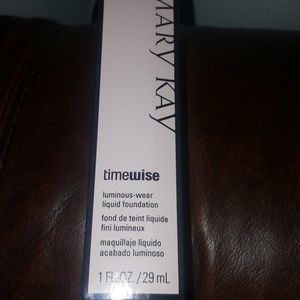 MARY KAY
timewise
luminous-wear
liquid foundation
fond de teint liquide
fini lumineux
maquillaje líquido
acabado luminoso
1 FL. OZ. / 29 mL